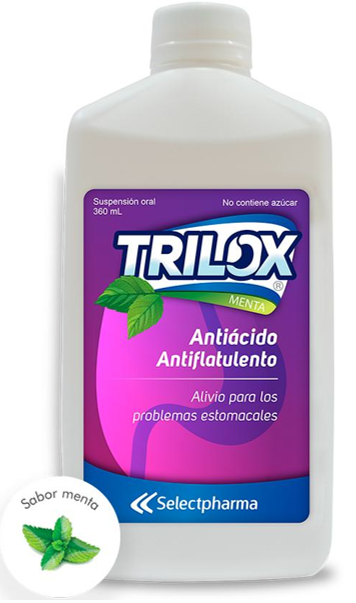 Suspensión oral
No contiene azúcar
360 mL
TRILOX
®
MENTA
Antiácido
Antiflatulento
Alivio para los
problemas estomacales
Selectpharma
Sabor menta